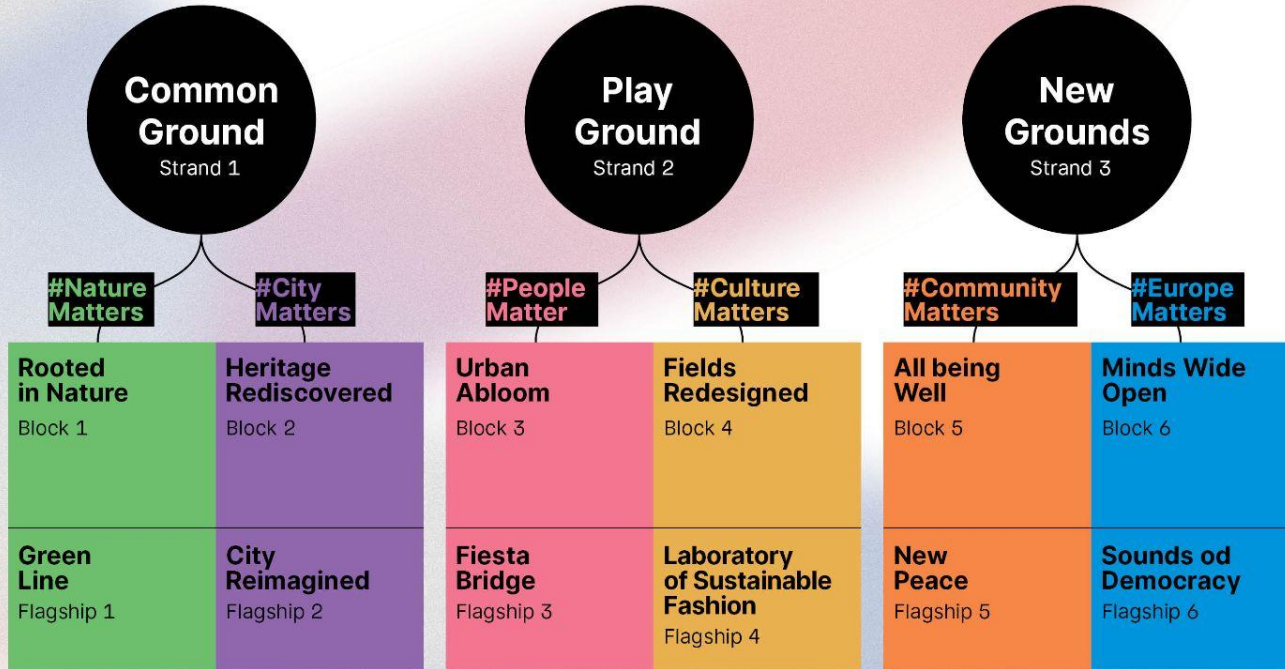 Common
Ground
Strand 1
#Nature
Matters
#City
Matters
Rooted
in Nature
Block 1
Heritage
Rediscovered
Block 2
Green
Line
Flagship 1
City
Reimagined
Flagship 2
Play
Ground
Strand 2
#People
Matter
#Culture
Matters
Urban
Abloom
Block 3
Fields
Redesigned
Block 4
Fiesta
Bridge
Flagship 3
Laboratory
of Sustainable
Fashion
Flagship 4
New
Grounds
Strand 3
#Community
Matters
#Europe
Matters
All being
Well
Block 5
Minds Wide
Open
Block 6
New
Peace
Flagship 5
Sounds od
Democracy
Flagship 6